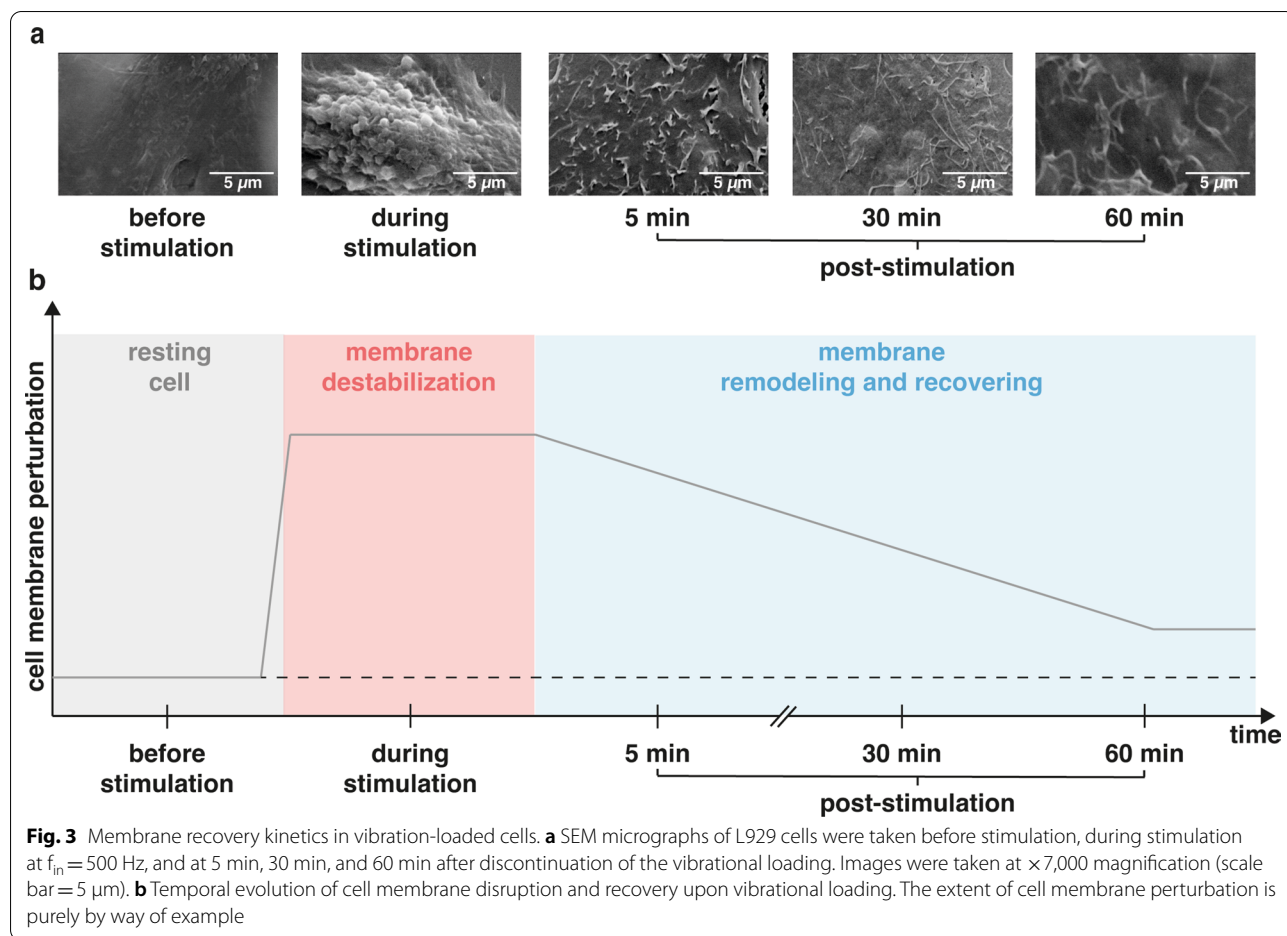 a
5 µm
5 µm
5 µm
5 µm
5 µm
before
stimulation
during
stimulation
5 min
30 min
60 min
post-stimulation
b
cell membrane perturbation
resting
cell
membrane
destabilization
membrane
remodeling and recovering
time
before
stimulation
during
stimulation
5 min
30 min
60 min
post-stimulation
Fig. 3 Membrane recovery kinetics in vibration-loaded cells. a SEM micrographs of L929 cells were taken before stimulation, during stimulation
at fin = 500 Hz, and at 5 min, 30 min, and 60 min after discontinuation of the vibrational loading. Images were taken at ×7,000 magnification (scale
bar = 5 µm). b Temporal evolution of cell membrane disruption and recovery upon vibrational loading. The extent of cell membrane perturbation is
purely by way of example